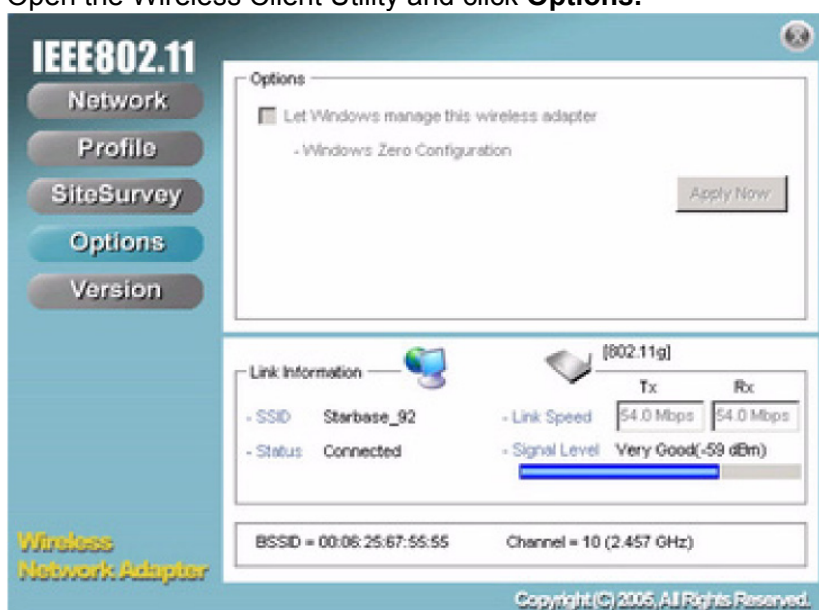 Open the Wireless Client Utility and click Options.
IEEE802.11
Network
Profile
SiteSurvey
Options
Version
Wireless
Network Adapter
Options
Let Windows manage this wireless adapter
- Windows Zero Configuration
Apply Now
Link Information
[802.11g]
Tx Rx
- SSID Starbase_92
- Link Speed 54.0 Mbps 54.0 Mbps
- Status Connected
- Signal Level Very Good(-59 dBm)
BSSID = 00:06:25:67:55:55 Channel = 10 (2.457 GHz)
Copyright (C) 2005, All Rights Reserved.